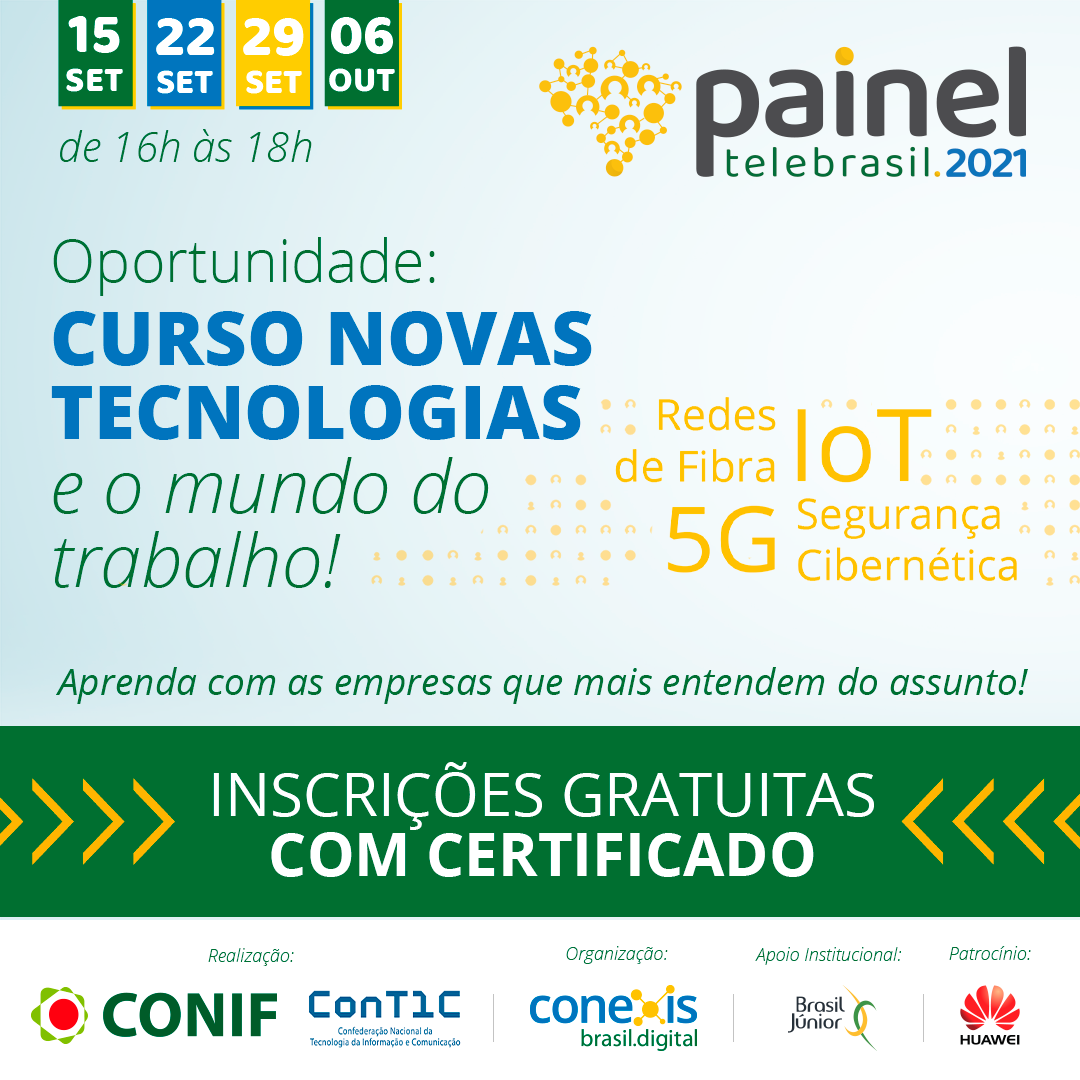 15 SET
22 SET
29 SET
06 OUT
de 16h às 18h
painel
telebrasil.2021
Oportunidade:
CURSO NOVAS
TECNOLOGIAS
e o mundo do
trabalho!
Redes
de Fibra
IoT
5G
Segurança
Cibernética
Aprenda com as empresas que mais entendem do assunto!
INSCRIÇÕES GRATUITAS
COM CERTIFICADO
Realização:
CONIF
ConTIC
Confederação Nacional da
Tecnologia da Informação e Comunicação
Organização:
conexis
brasil.digital
Apoio Institucional:
Brasil
Júnior
Patrocínio:
HUAWEI